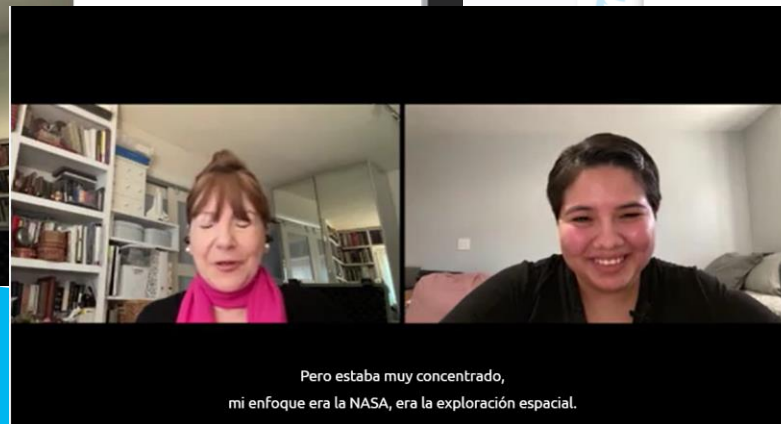 Pero estaba muy concentrado,
mi enfoque era la NASA, era la exploración espacial.